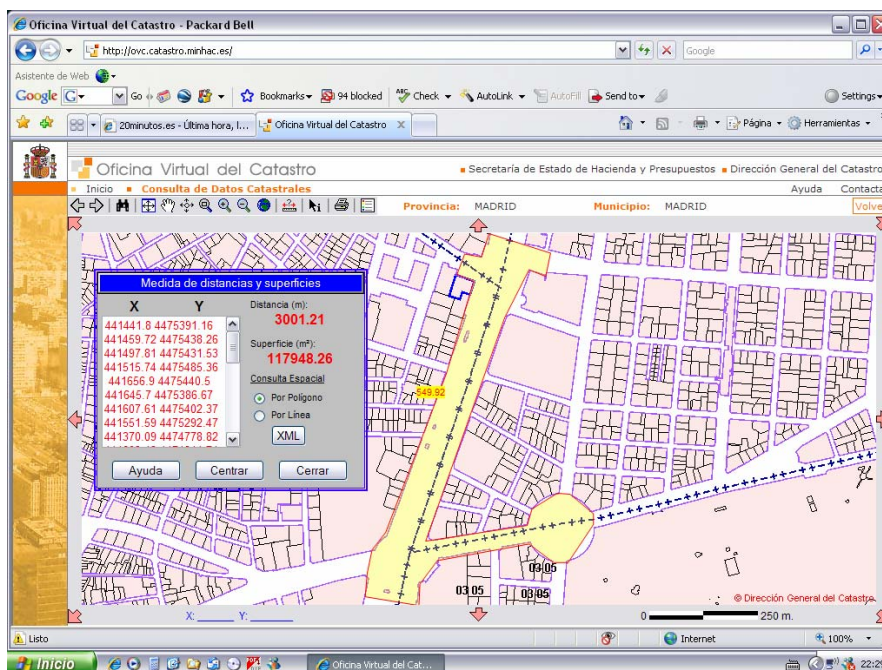 Oficina Virtual del Catastro - Packard Bell
http://ovc.catastro.minhac.es/
Google
Asistente de Web
Google G Go Bookmarks 94 blocked ABC Check AutoLink AutoFill Send to Settings
20minutos.es - Última hora, l... Oficina Virtual del Catastro X Página Herramientas
Oficina Virtual del Catastro Secretaría de Estado de Hacienda y Presupuestos Dirección General del Catastro
Inicio Consulta de Datos Catastrales Ayuda Contacta
Provincia: MADRID Municipio: MADRID Volve
Medida de distancias y superficies
X Y
441441.8 4475391.16
441459.72 4475438.26
441497.81 4475431.53
441515.74 4475485.36
441656.9 4475440.5
441645.7 4475386.67
441607.61 4475402.37
441551.59 4475292.47
441370.09 4474778.82
Distancia (m):
3001.21
Superficie (m²):
117948.26
Consulta Espacial
Por Polígono
Por Línea
XML
Ayuda Centrar Cerrar
549.92
03 05
03 05 03 05
© Dirección General del Catastro
X: Y: 0 250 m.
Listo Internet 100%
Inicio Oficina Virtual del Cat...